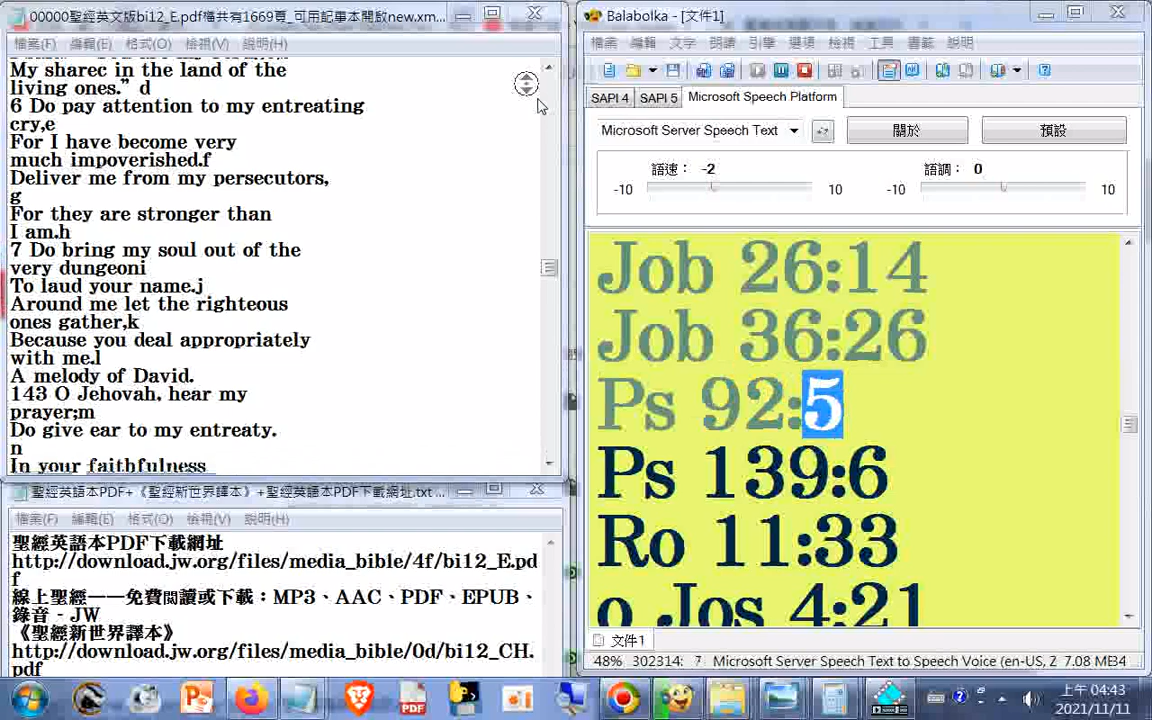 00000聖經英文版bi12_E.pdf檔共有1669頁_可用記事本開啟new.xm...
檔案(F) 編輯(E) 格式(O) 檢視(V) 說明(H)
My sharec in the land of the
living ones.” d
6 Do pay attention to my entreating
cry,e
For I have become very
much impoverished.f
Deliver me from my persecutors,
g
For they are stronger than
I am.h
7 Do bring my soul out of the
very dungeoni
To laud your name.j
Around me let the righteous
ones gather,k
Because you deal appropriately
with me.l
A melody of David.
143 O Jehovah, hear my
prayer;m
Do give ear to my entreaty.
n
In your faithfulness
聖經英語本PDF+《聖經新世界譯本》+聖經英語本PDF下載網址.txt ...
檔案(F) 編輯(E) 格式(O) 檢視(V) 說明(H)
聖經英語本PDF下載網址
http://download.jw.org/files/media_bible/4f/bi12_E.pd
f
線上聖經——免費閱讀或下載：MP3、AAC、PDF、EPUB、
錄音 - JW
《聖經新世界譯本》
http://download.jw.org/files/media_bible/0d/bi12_CH.
pdf
Balabolka - [文件1]
檔案 編輯 文字 朗讀 引擎 選項 檢視 工具 書籤 說明
SAPI 4 SAPI 5 Microsoft Speech Platform
Microsoft Server Speech Text 關於 預設
語速： -2 語調： 0
-10 10 -10 10
Job 26:14
Job 36:26
Ps 92:5
Ps 139:6
Ro 11:33
o Jos 4:21
文件1
48% 302314: 7 Microsoft Server Speech Text to Speech Voice (en-US, 2 7.08 MB
上午 04:43
2021/11/11